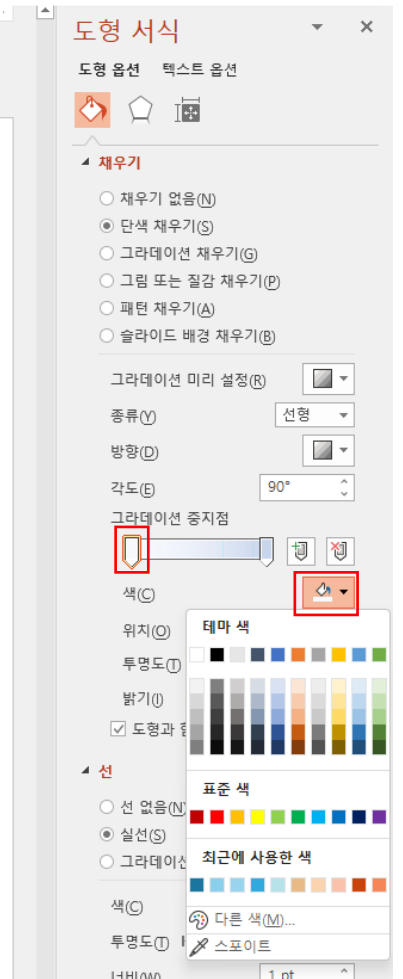 도형 서식
도형 옵션 텍스트 옵션
채우기
채우기 없음(N)
단색 채우기(S)
그라데이션 채우기(G)
그림 또는 질감 채우기(P)
패턴 채우기(A)
슬라이드 배경 채우기(B)
그라데이션 미리 설정(R)
종류(Y) 선형
방향(D)
각도(E) 90°
그라데이션 중지점
색(C)
위치(O)
투명도(T)
밝기(I)
도형과 함
테마 색
표준 색
최근에 사용한 색
다른 색(M)...
스포이트
선
선 없음(N)
실선(S)
그라데이션
색(C)
투명도(T)
너비(W) 1 pt